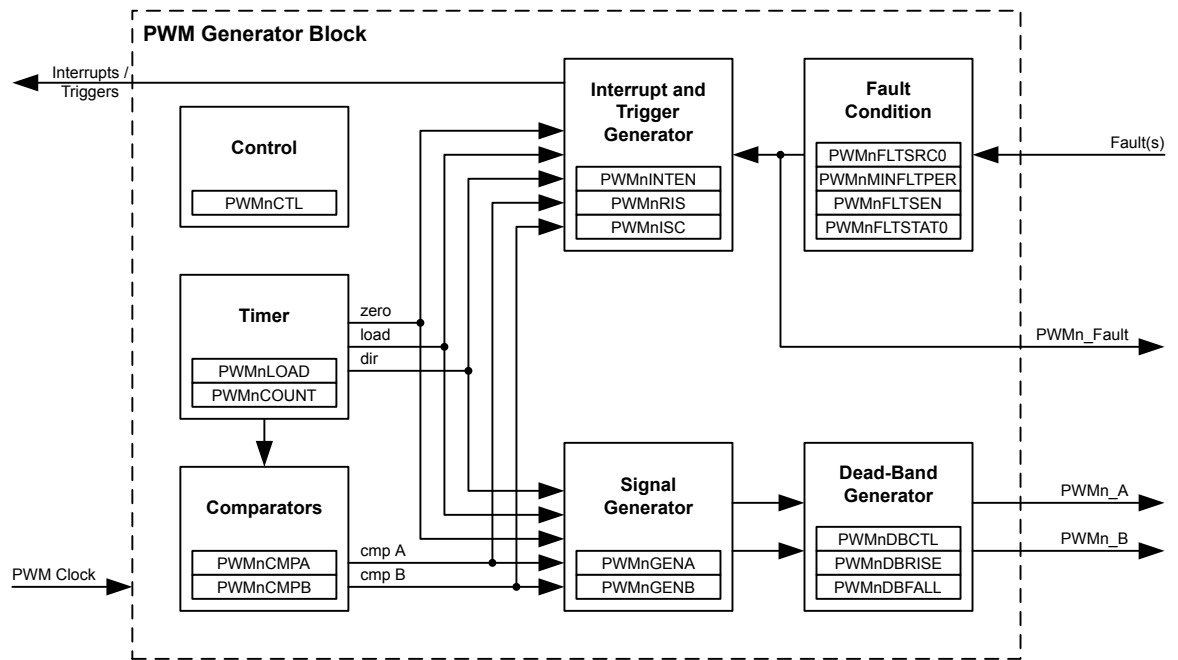 PWM Generator Block
Interrupts /
Triggers
Control
PWMnCTL
Interrupt and
Trigger
Generator
PWMnINTEN
PWMnRIS
PWMnISC
Fault
Condition
PWMnFLTSRC0
PWMnMINFLTPER
PWMnFLTSEN
PWMnFLTSTAT0
Fault(s)
Timer
PWMnLOAD
PWMnCOUNT
zero
load
dir
PWMn_Fault
Comparators
PWMnCMPA
PWMnCMPB
cmp A
cmp B
Signal
Generator
PWMnGENA
PWMnGENB
Dead-Band
Generator
PWMnDBCTL
PWMnDBRISE
PWMnDBFALL
PWMn_A
PWMn_B
PWM Clock